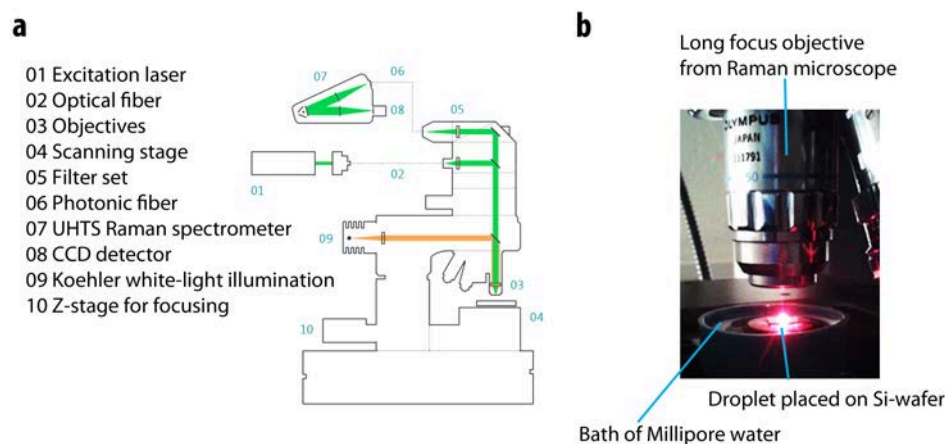 a
01 Excitation laser
02 Optical fiber
03 Objectives
04 Scanning stage
05 Filter set
06 Photonic fiber
07 UHTS Raman spectrometer
08 CCD detector
09 Koehler white-light illumination
10 Z-stage for focusing
07
06
08
05
01
02
09
03
04
10
b
Long focus objective
from Raman microscope
OLYMPUS
JAPAN
50
Droplet placed on Si-wafer
Bath of Millipore water